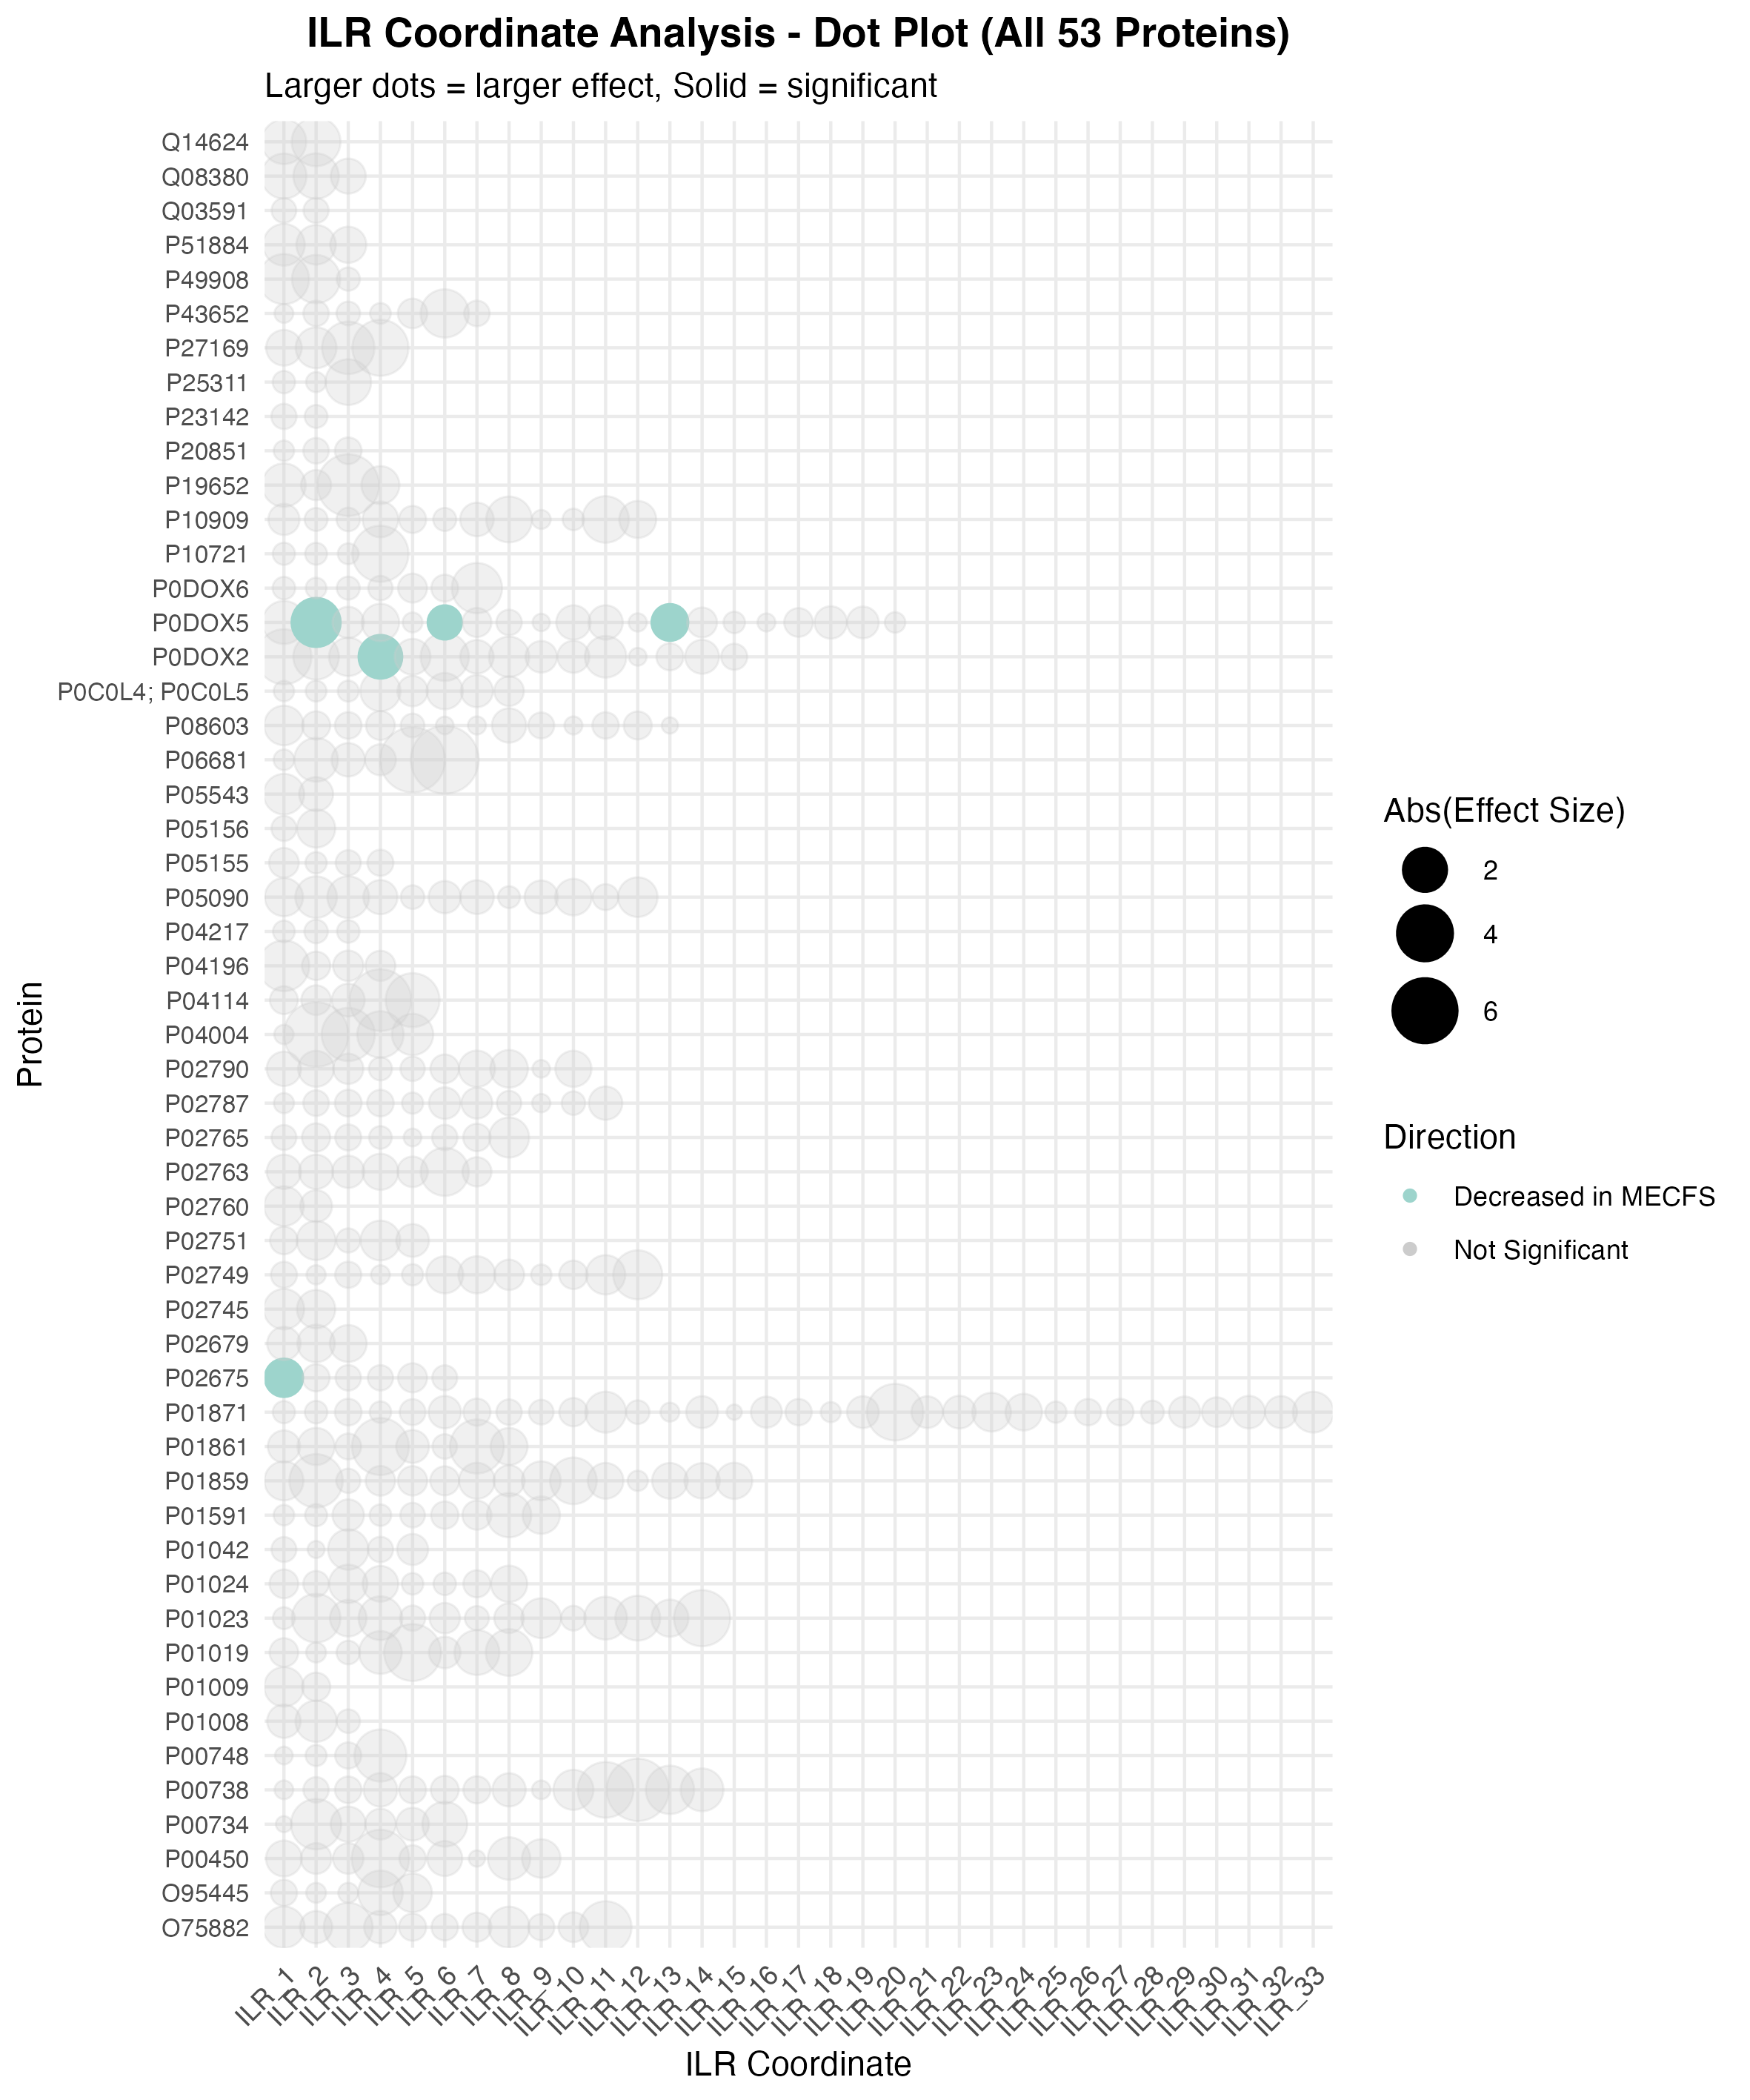 ILR Coordinate Analysis - Dot Plot (All 53 Proteins)
Larger dots = larger effect, Solid = significant
Q14624
Q08380
Q03591
P51884
P49908
P43652
P27169
P25311
P23142
P20851
P19652
P10909
P10721
P0DOX6
P0DOX5
P0DOX2
P0C0L4; P0C0L5
P08603
P06681
P05543
P05156
P05155
P05090
P04217
P04196
P04114
P04004
P02790
P02787
P02765
P02763
P02760
P02751
P02749
P02745
P02679
P02675
P01871
P01861
P01859
P01591
P01042
P01024
P01023
P01019
P01009
P01008
P00748
P00738
P00734
P00450
O95445
O75882
Protein
ILR_1
ILR_2
ILR_3
ILR_4
ILR_5
ILR_6
ILR_7
ILR_8
ILR_9
ILR_10
ILR_11
ILR_12
ILR_13
ILR_14
ILR_15
ILR_16
ILR_17
ILR_18
ILR_19
ILR_20
ILR_21
ILR_22
ILR_23
ILR_24
ILR_25
ILR_26
ILR_27
ILR_28
ILR_29
ILR_30
ILR_31
ILR_32
ILR_33
ILR Coordinate
Abs(Effect Size)
2
4
6
Direction
Decreased in MECFS
Not Significant